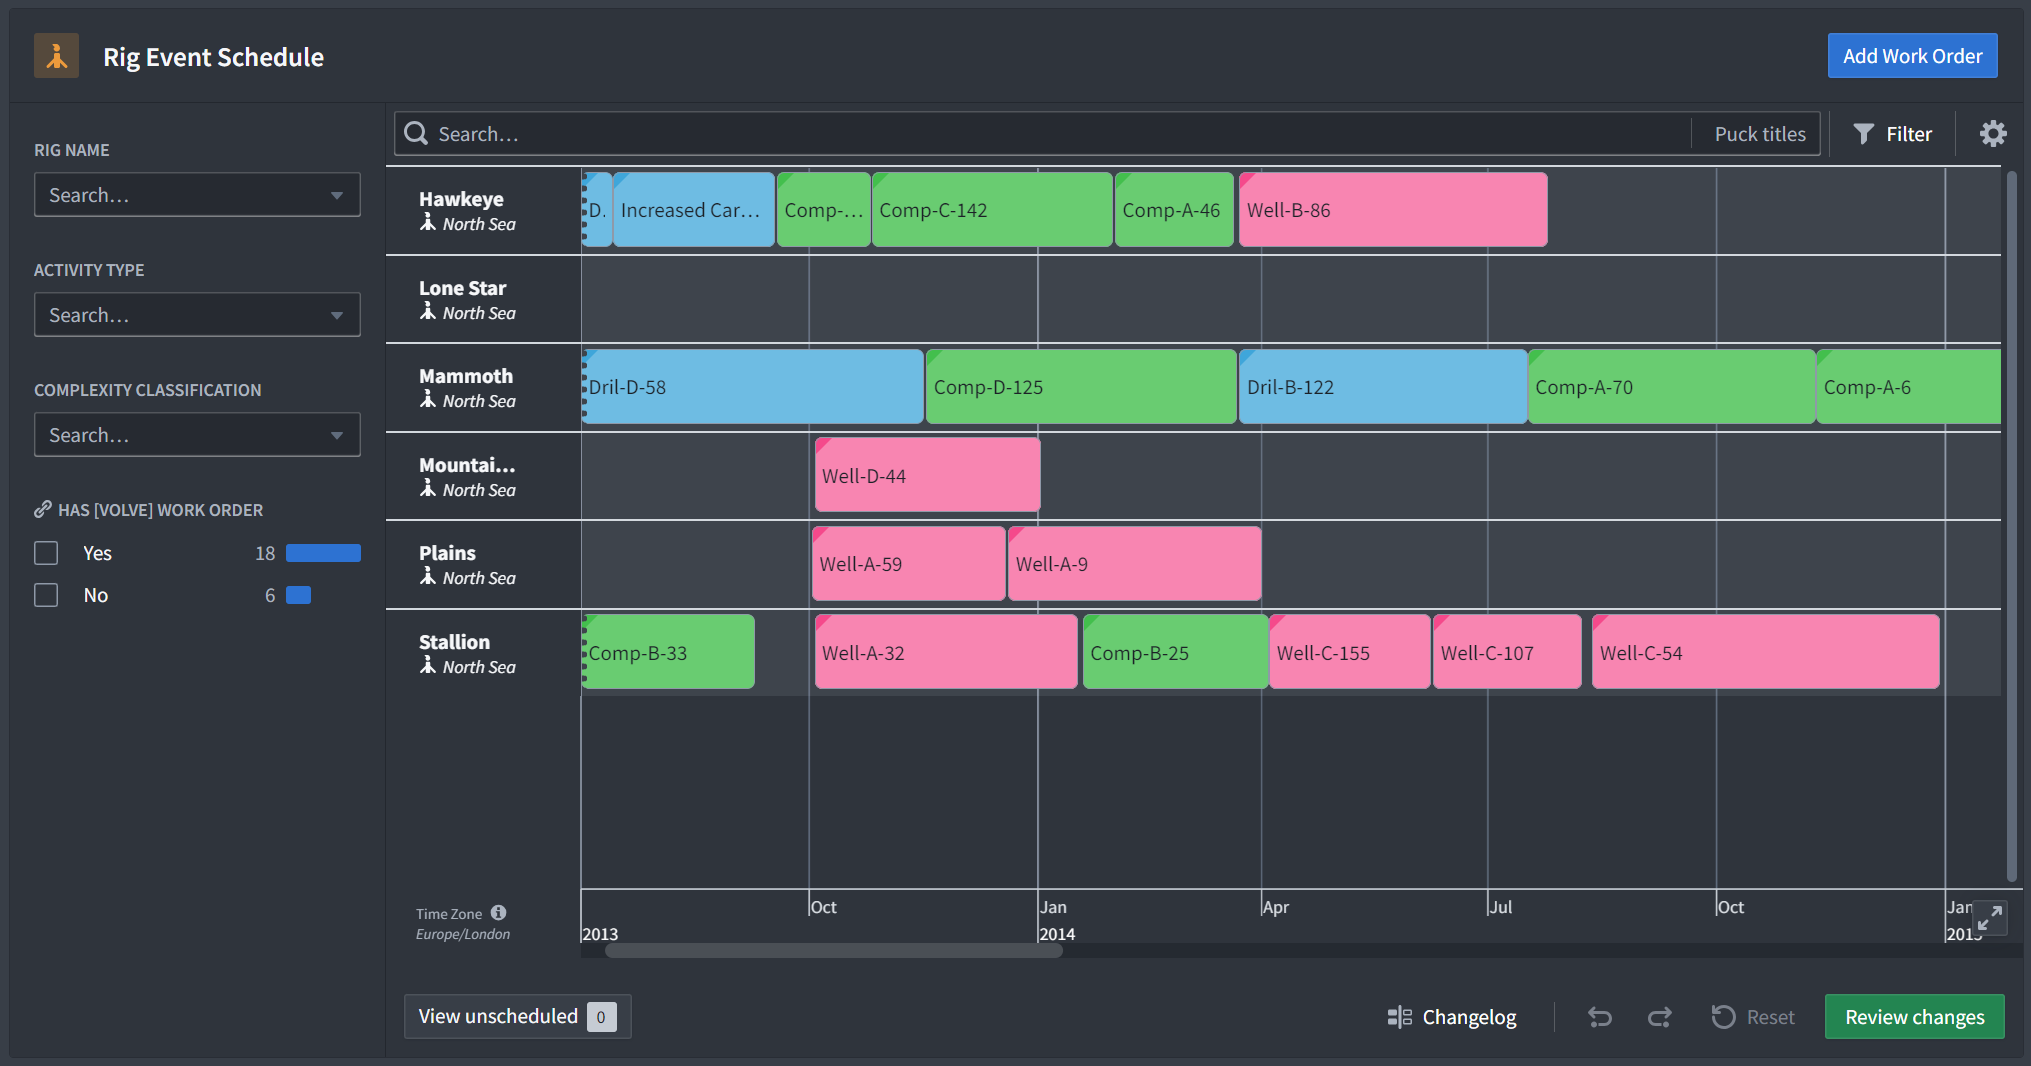 Rig Event Schedule
Add Work Order
RIG NAME
Search...
ACTIVITY TYPE
Search...
COMPLEXITY CLASSIFICATION
Search...
HAS [VOLVE] WORK ORDER
Yes 18
No 6
Search...
Puck titles
Filter
Hawkeye
North Sea
D.
Increased Car...
Comp-...
Comp-C-142
Comp-A-46
Well-B-86
Lone Star
North Sea
Mammoth
North Sea
Dril-D-58
Comp-D-125
Dril-B-122
Comp-A-70
Comp-A-6
Mountai...
North Sea
Well-D-44
Plains
North Sea
Well-A-59
Well-A-9
Stallion
North Sea
Comp-B-33
Well-A-32
Comp-B-25
Well-C-155
Well-C-107
Well-C-54
Time Zone
Europe/London
Oct
Jan
Apr
Jul
Oct
Jan
2013
2014
2015
View unscheduled 0
Changelog
Reset
Review changes